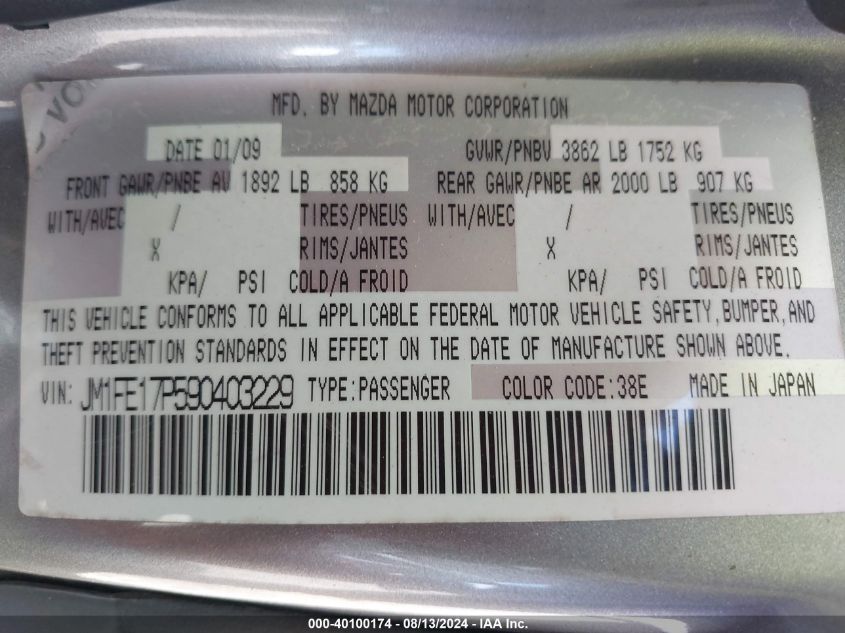 VOI
MFD. BY MAZDA MOTOR CORPORATION
DATE 01/09 GVWR/PNBV 3862 LB 1752 KG
FRONT GAWR/PNBE AV 1892 LB 858 KG REAR GAWR/PNBE AR 2000 LB 907 KG
WITH/AVEC / TIRES/PNEUS WITH/AVEC / TIRES/PNEUS
X RIMS/JANTES X RIMS/JANTES
KPA/ PSI COLD/A FROID KPA/ PSI COLD/A FROID
THIS VEHICLE CONFORMS TO ALL APPLICABLE FEDERAL MOTOR VEHICLE SAFETY,BUMPER,AND
THEFT PREVENTION STANDARDS IN EFFECT ON THE DATE OF MANUFACTURE SHOWN ABOVE.
VIN: JM1FE17P590403229 TYPE:PASSENGER COLOR CODE:38E MADE IN JAPAN
000-40100174 - 08/13/2024 - IAA Inc.